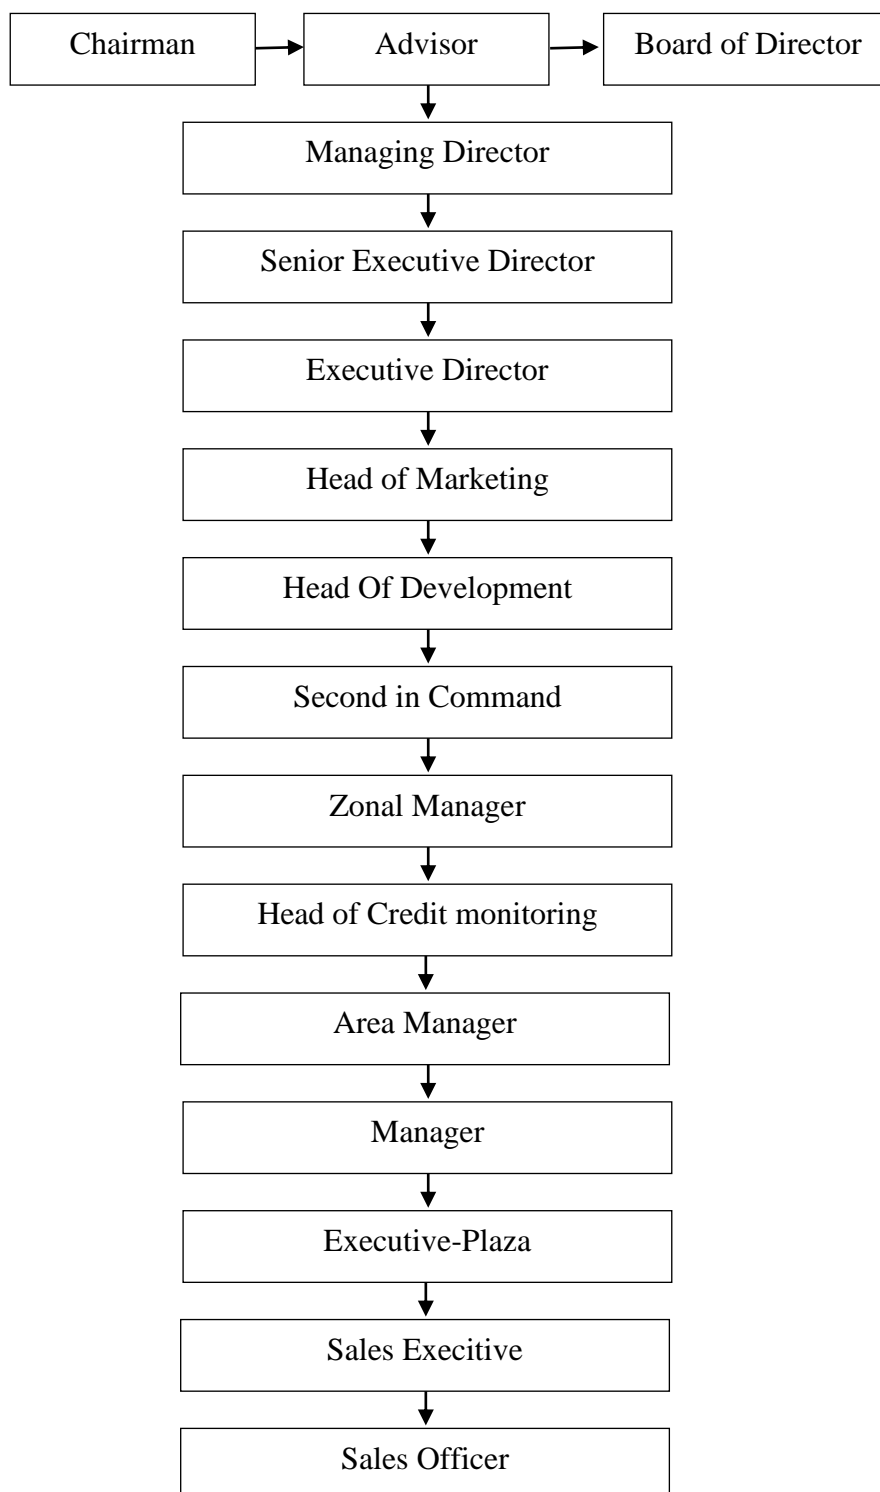 Chairman
Advisor
Board of Director
Managing Director
Senior Executive Director
Executive Director
Head of Marketing
Head Of Development
Second in Command
Zonal Manager
Head of Credit monitoring
Area Manager
Manager
Executive-Plaza
Sales Execitive
Sales Officer